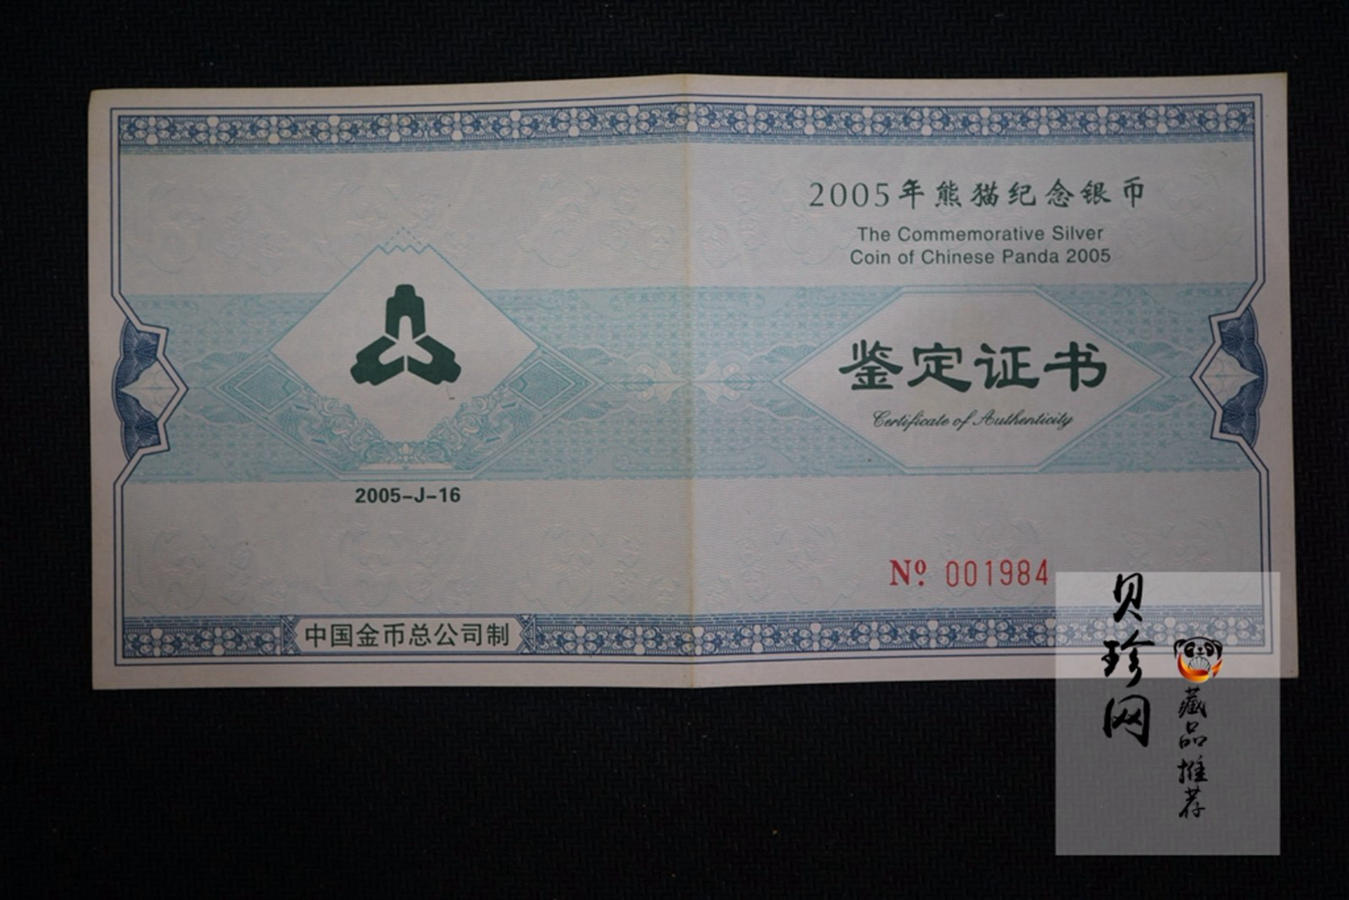 2005年熊猫纪念银币
The Commemorative Silver
Coin of Chinese Panda 2005
鉴定证书
Certificate of Authenticity
2005-J-16
Nº 001984
中国金币总公司制
贝珍网
藏品推荐